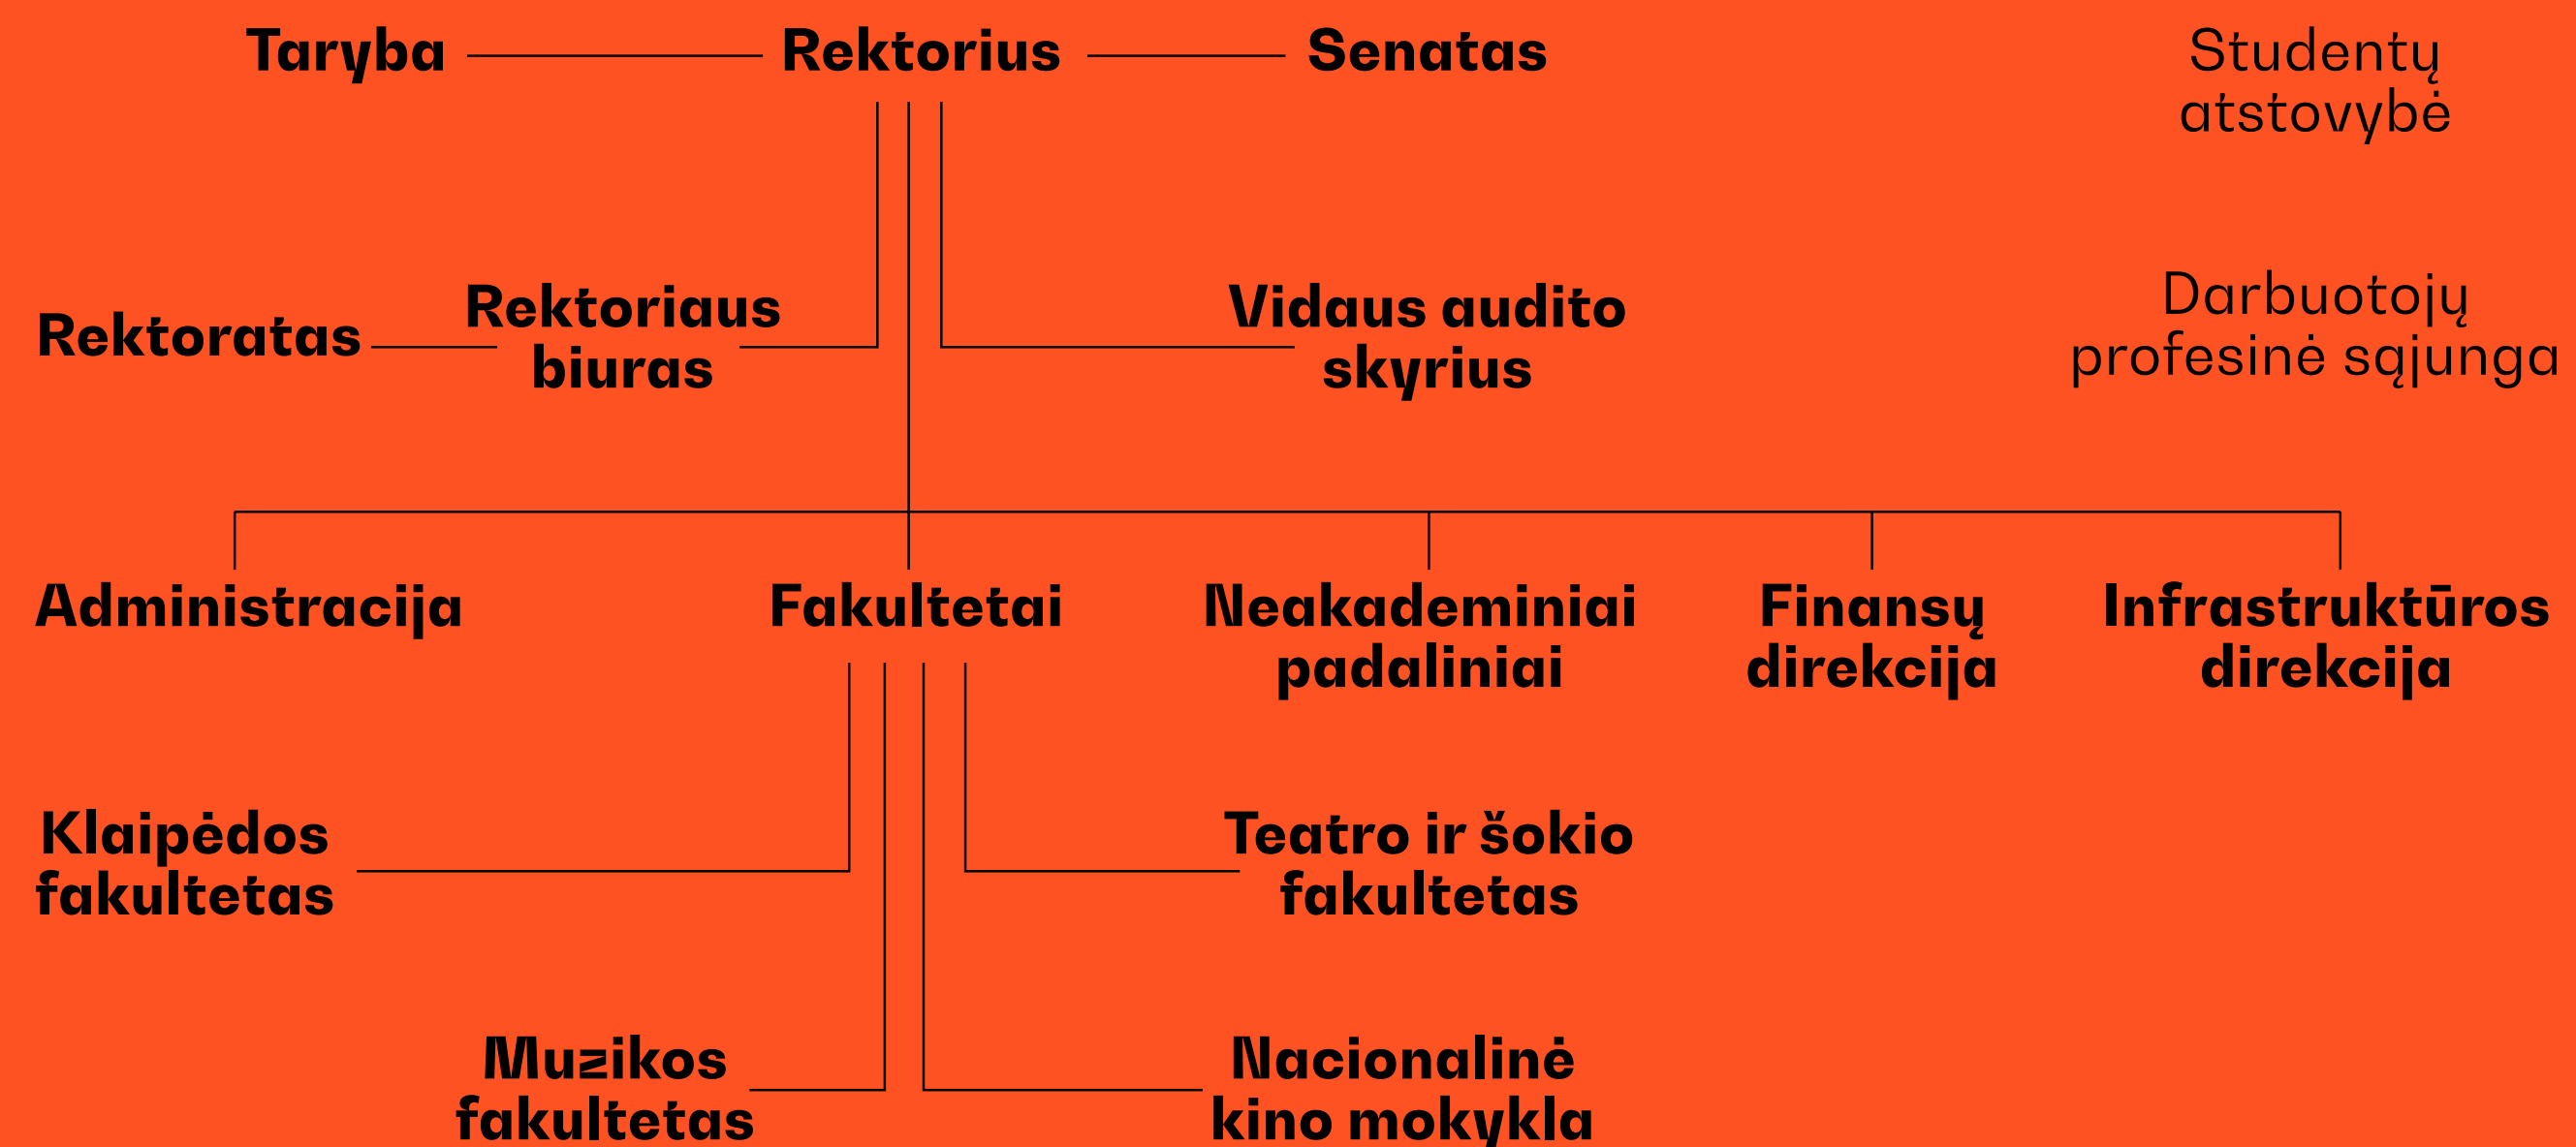 Taryba
Rektorius
Senatas
Studentų
atstovybė
Rektoratas
Rektoriaus
biuras
Vidaus audito
skyrius
Darbuotojų
profesinė sąjunga
Administracija
Fakultetai
Neakademiniai
padaliniai
Finansų
direkcija
Infrastruktūros
direkcija
Klaipėdos
fakultetas
Teatro ir šokio
fakultetas
Muzikos
fakultetas
Nacionalinė
kino mokykla